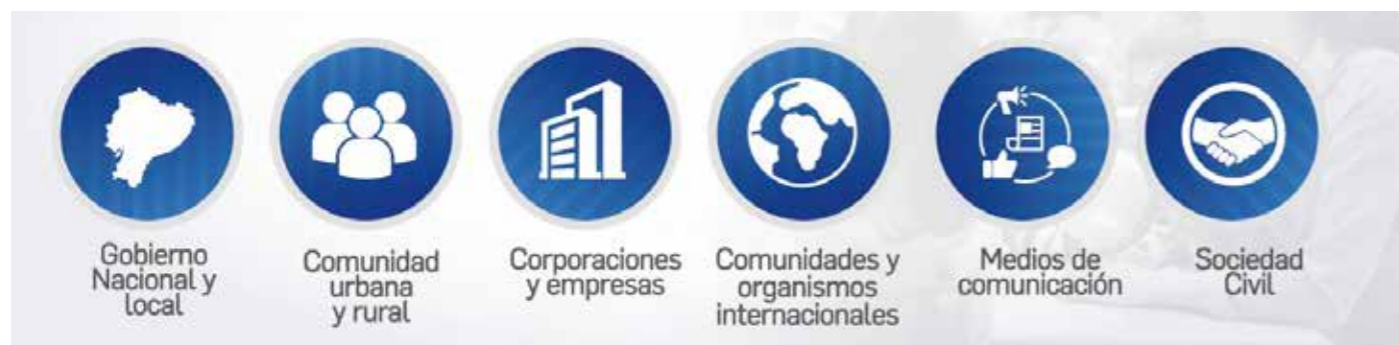 Gobierno
Nacional y
local
Comunidad
urbana
y rural
Corporaciones
y empresas
Comunidades y
organismos
internacionales
Medios de
comunicación
Sociedad
Civil